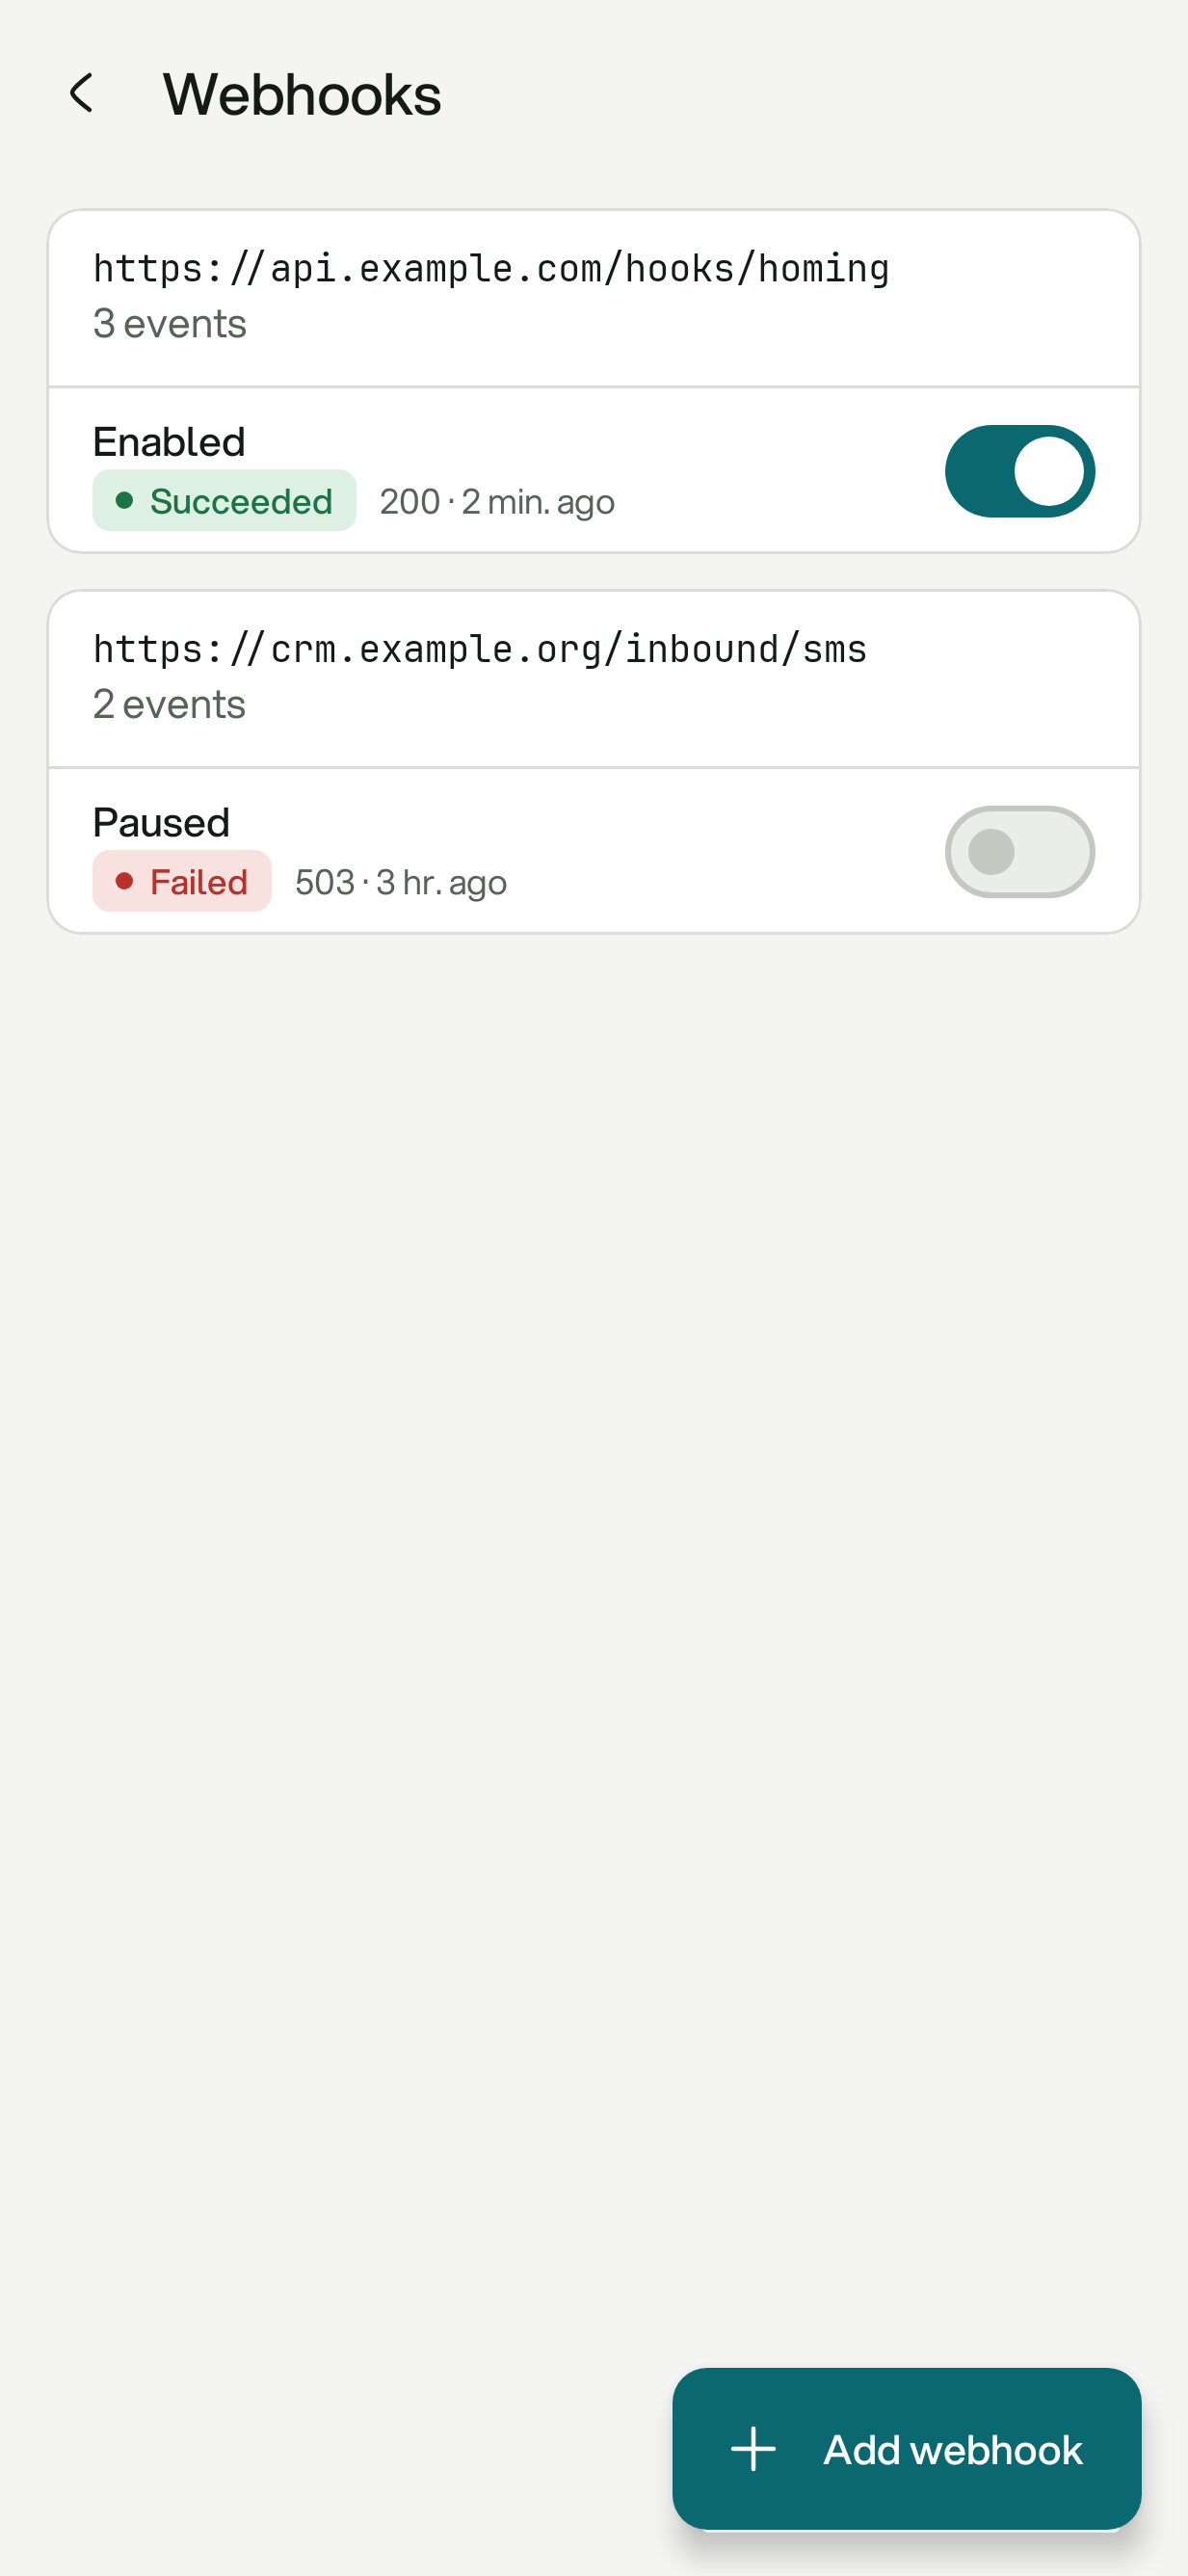 Webhooks
https://api.example.com/hooks/homing
3 events
Enabled
Succeeded 200 · 2 min. ago
https://crm.example.org/inbound/sms
2 events
Paused
Failed 503 · 3 hr. ago
Add webhook